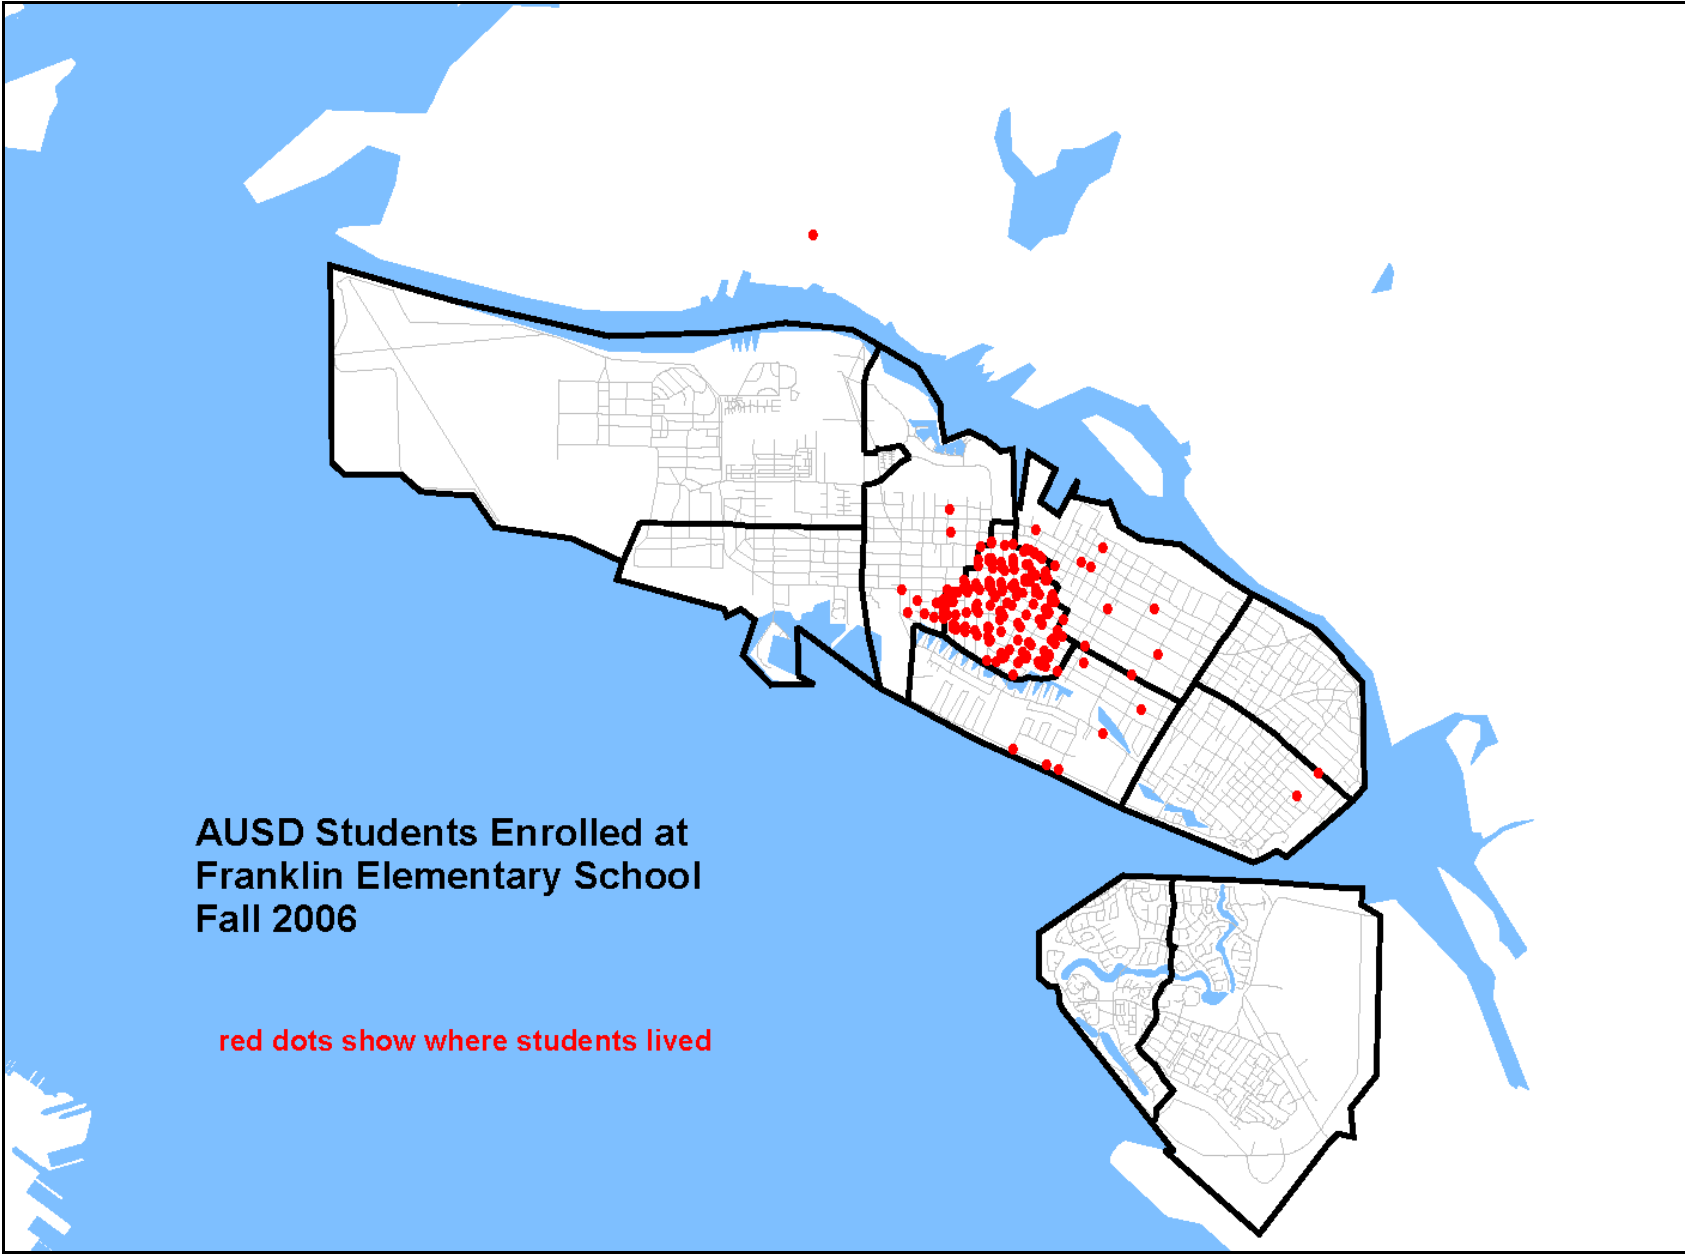 AUSD Students Enrolled at
Franklin Elementary School
Fall 2006
red dots show where students lived